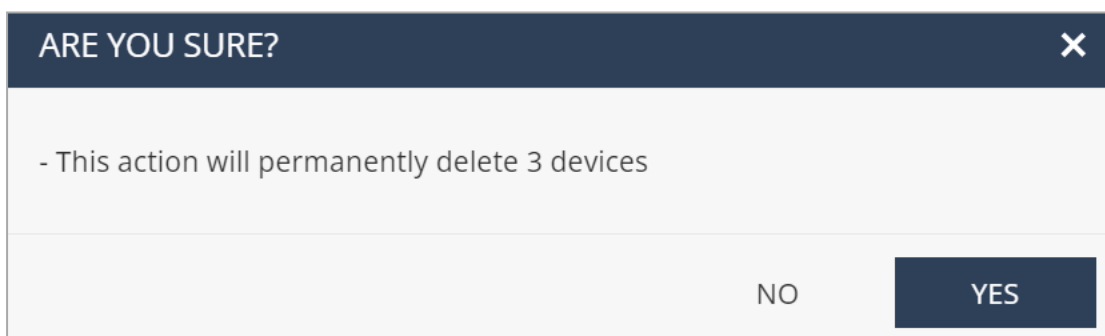 ARE YOU SURE?
- This action will permanently delete 3 devices
NO
YES